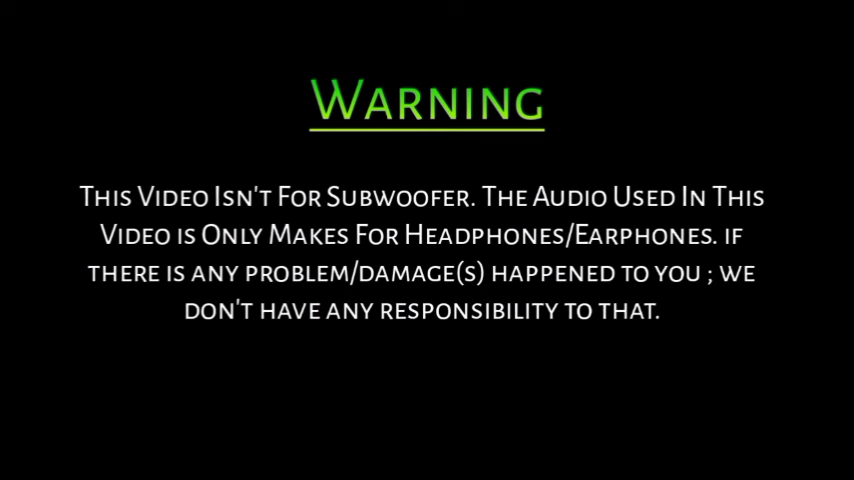 Warning
This Video Isn't For Subwoofer. The Audio Used In This
Video is Only Makes For Headphones/Earphones. if
there is any problem/damage(s) happened to you ; we
don't have any responsibility to that.